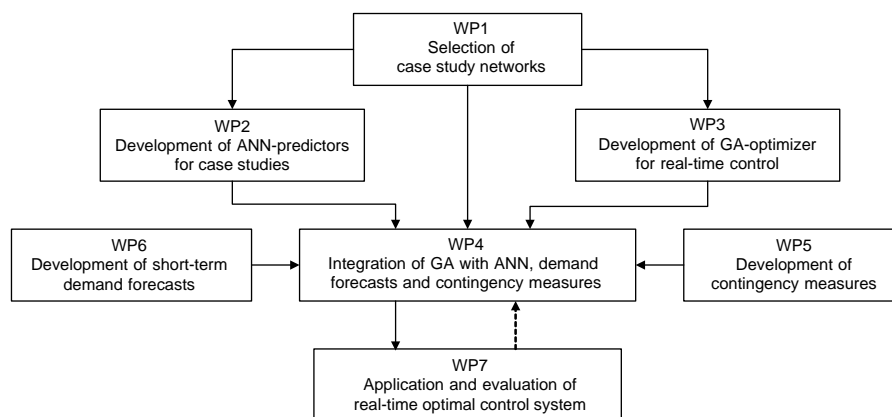 WP1
Selection of
case study networks
WP2
Development of ANN-predictors
for case studies
WP3
Development of GA-optimizer
for real-time control
WP6
Development of short-term
demand forecasts
WP4
Integration of GA with ANN, demand
forecasts and contingency measures
WP5
Development of
contingency measures
WP7
Application and evaluation of
real-time optimal control system